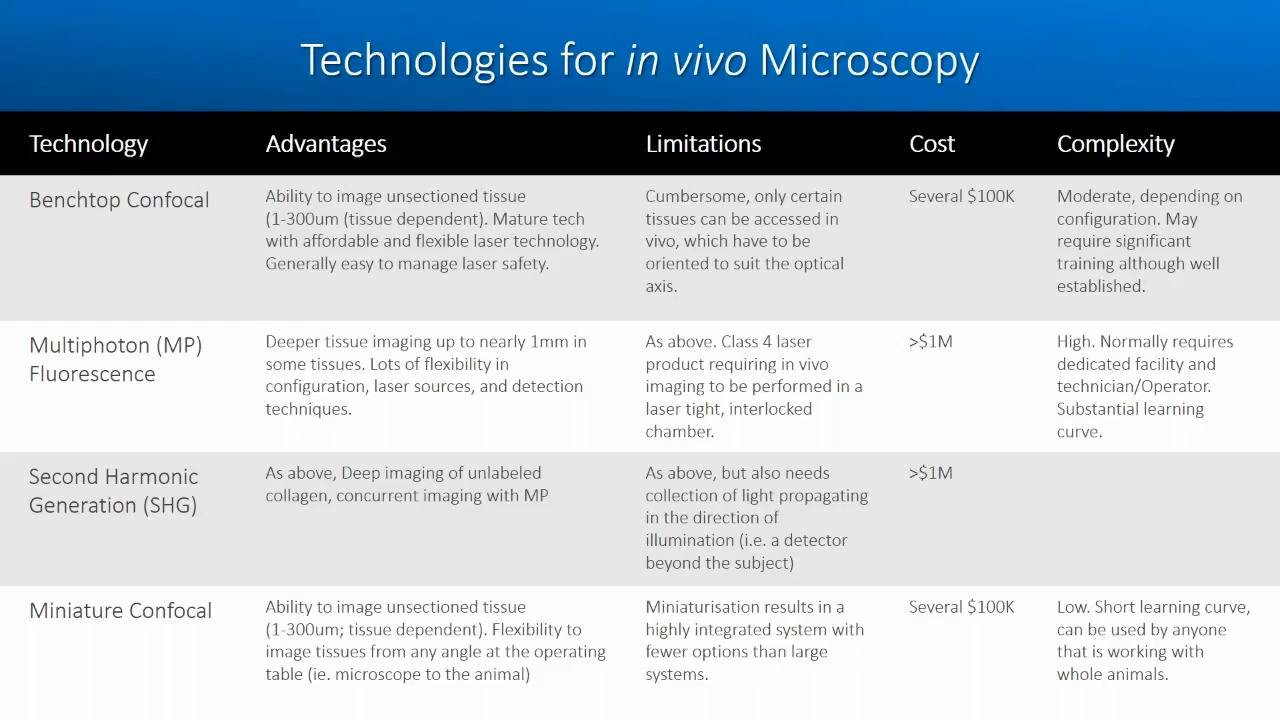 Technologies for in vivo Microscopy
Technology
Advantages
Limitations
Cost
Complexity
Benchtop Confocal
Ability to image unsectioned tissue
(1-300um (tissue dependent). Mature tech
with affordable and flexible laser technology.
Generally easy to manage laser safety.
Cumbersome, only certain
tissues can be accessed in
vivo, which have to be
oriented to suit the optical
axis.
Several $100K
Moderate, depending on
configuration. May
require significant
training although well
established.
Multiphoton (MP)
Fluorescence
Deeper tissue imaging up to nearly 1mm in
some tissues. Lots of flexibility in
configuration, laser sources, and detection
techniques.
As above. Class 4 laser
product requiring in vivo
imaging to be performed in a
laser tight, interlocked
chamber.
>$1M
High. Normally requires
dedicated facility and
technician/Operator.
Substantial learning
curve.
Second Harmonic
Generation (SHG)
As above, Deep imaging of unlabeled
collagen, concurrent imaging with MP
As above, but also needs
collection of light propagating
in the direction of
illumination (i.e. a detector
beyond the subject)
>$1M
Miniature Confocal
Ability to image unsectioned tissue
(1-300um; tissue dependent). Flexibility to
image tissues from any angle at the operating
table (ie. microscope to the animal)
Miniaturisation results in a
highly integrated system with
fewer options than large
systems.
Several $100K
Low. Short learning curve,
can be used by anyone
that is working with
whole animals.